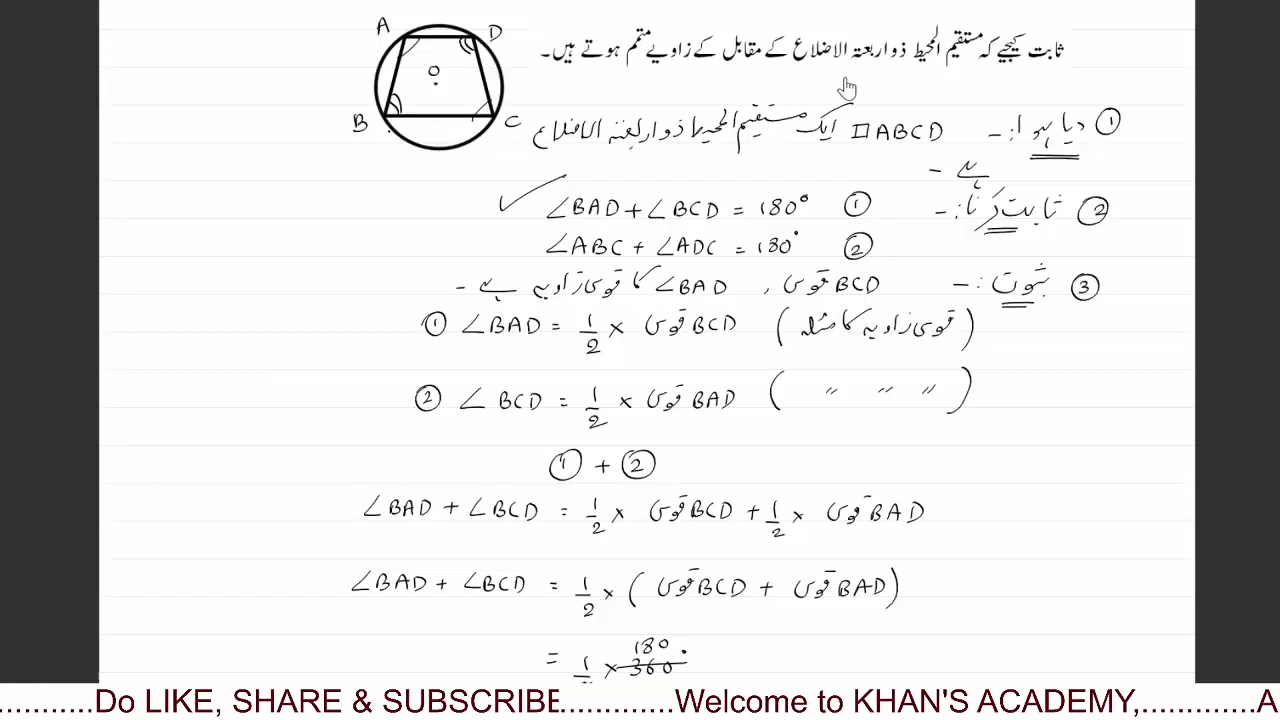 ثابت کیجیے کہ مستقیم المحیط ذو اربعۃ الاضلاع کے مقابل کے زاویے متمم ہوتے ہیں۔
A D
O
B C
① دیا ہوا :- □ABCD ایک مستقیم المحیط ذو اربعۃ الاضلاع
ہے -
② ثابت کرنا :- ① ∠BAD + ∠BCD = 180°
② ∠ABC + ∠ADC = 180°
③ ثبوت :- قوس BCD ، ∠BAD کا قوسی زاویہ ہے -
① ∠BAD = 1/2 × قوس BCD (قوسی زاویہ کا مسئلہ)
② ∠BCD = 1/2 × قوس BAD ( " " " )
① + ②
∠BAD + ∠BCD = 1/2 × قوس BCD + 1/2 × قوس BAD
∠BAD + ∠BCD = 1/2 × (قوس BCD + قوس BAD)
180°
= 1/2 × 360
...........Do LIKE, SHARE & SUBSCRIBE.............Welcome to KHAN'S ACADEMY,.............A